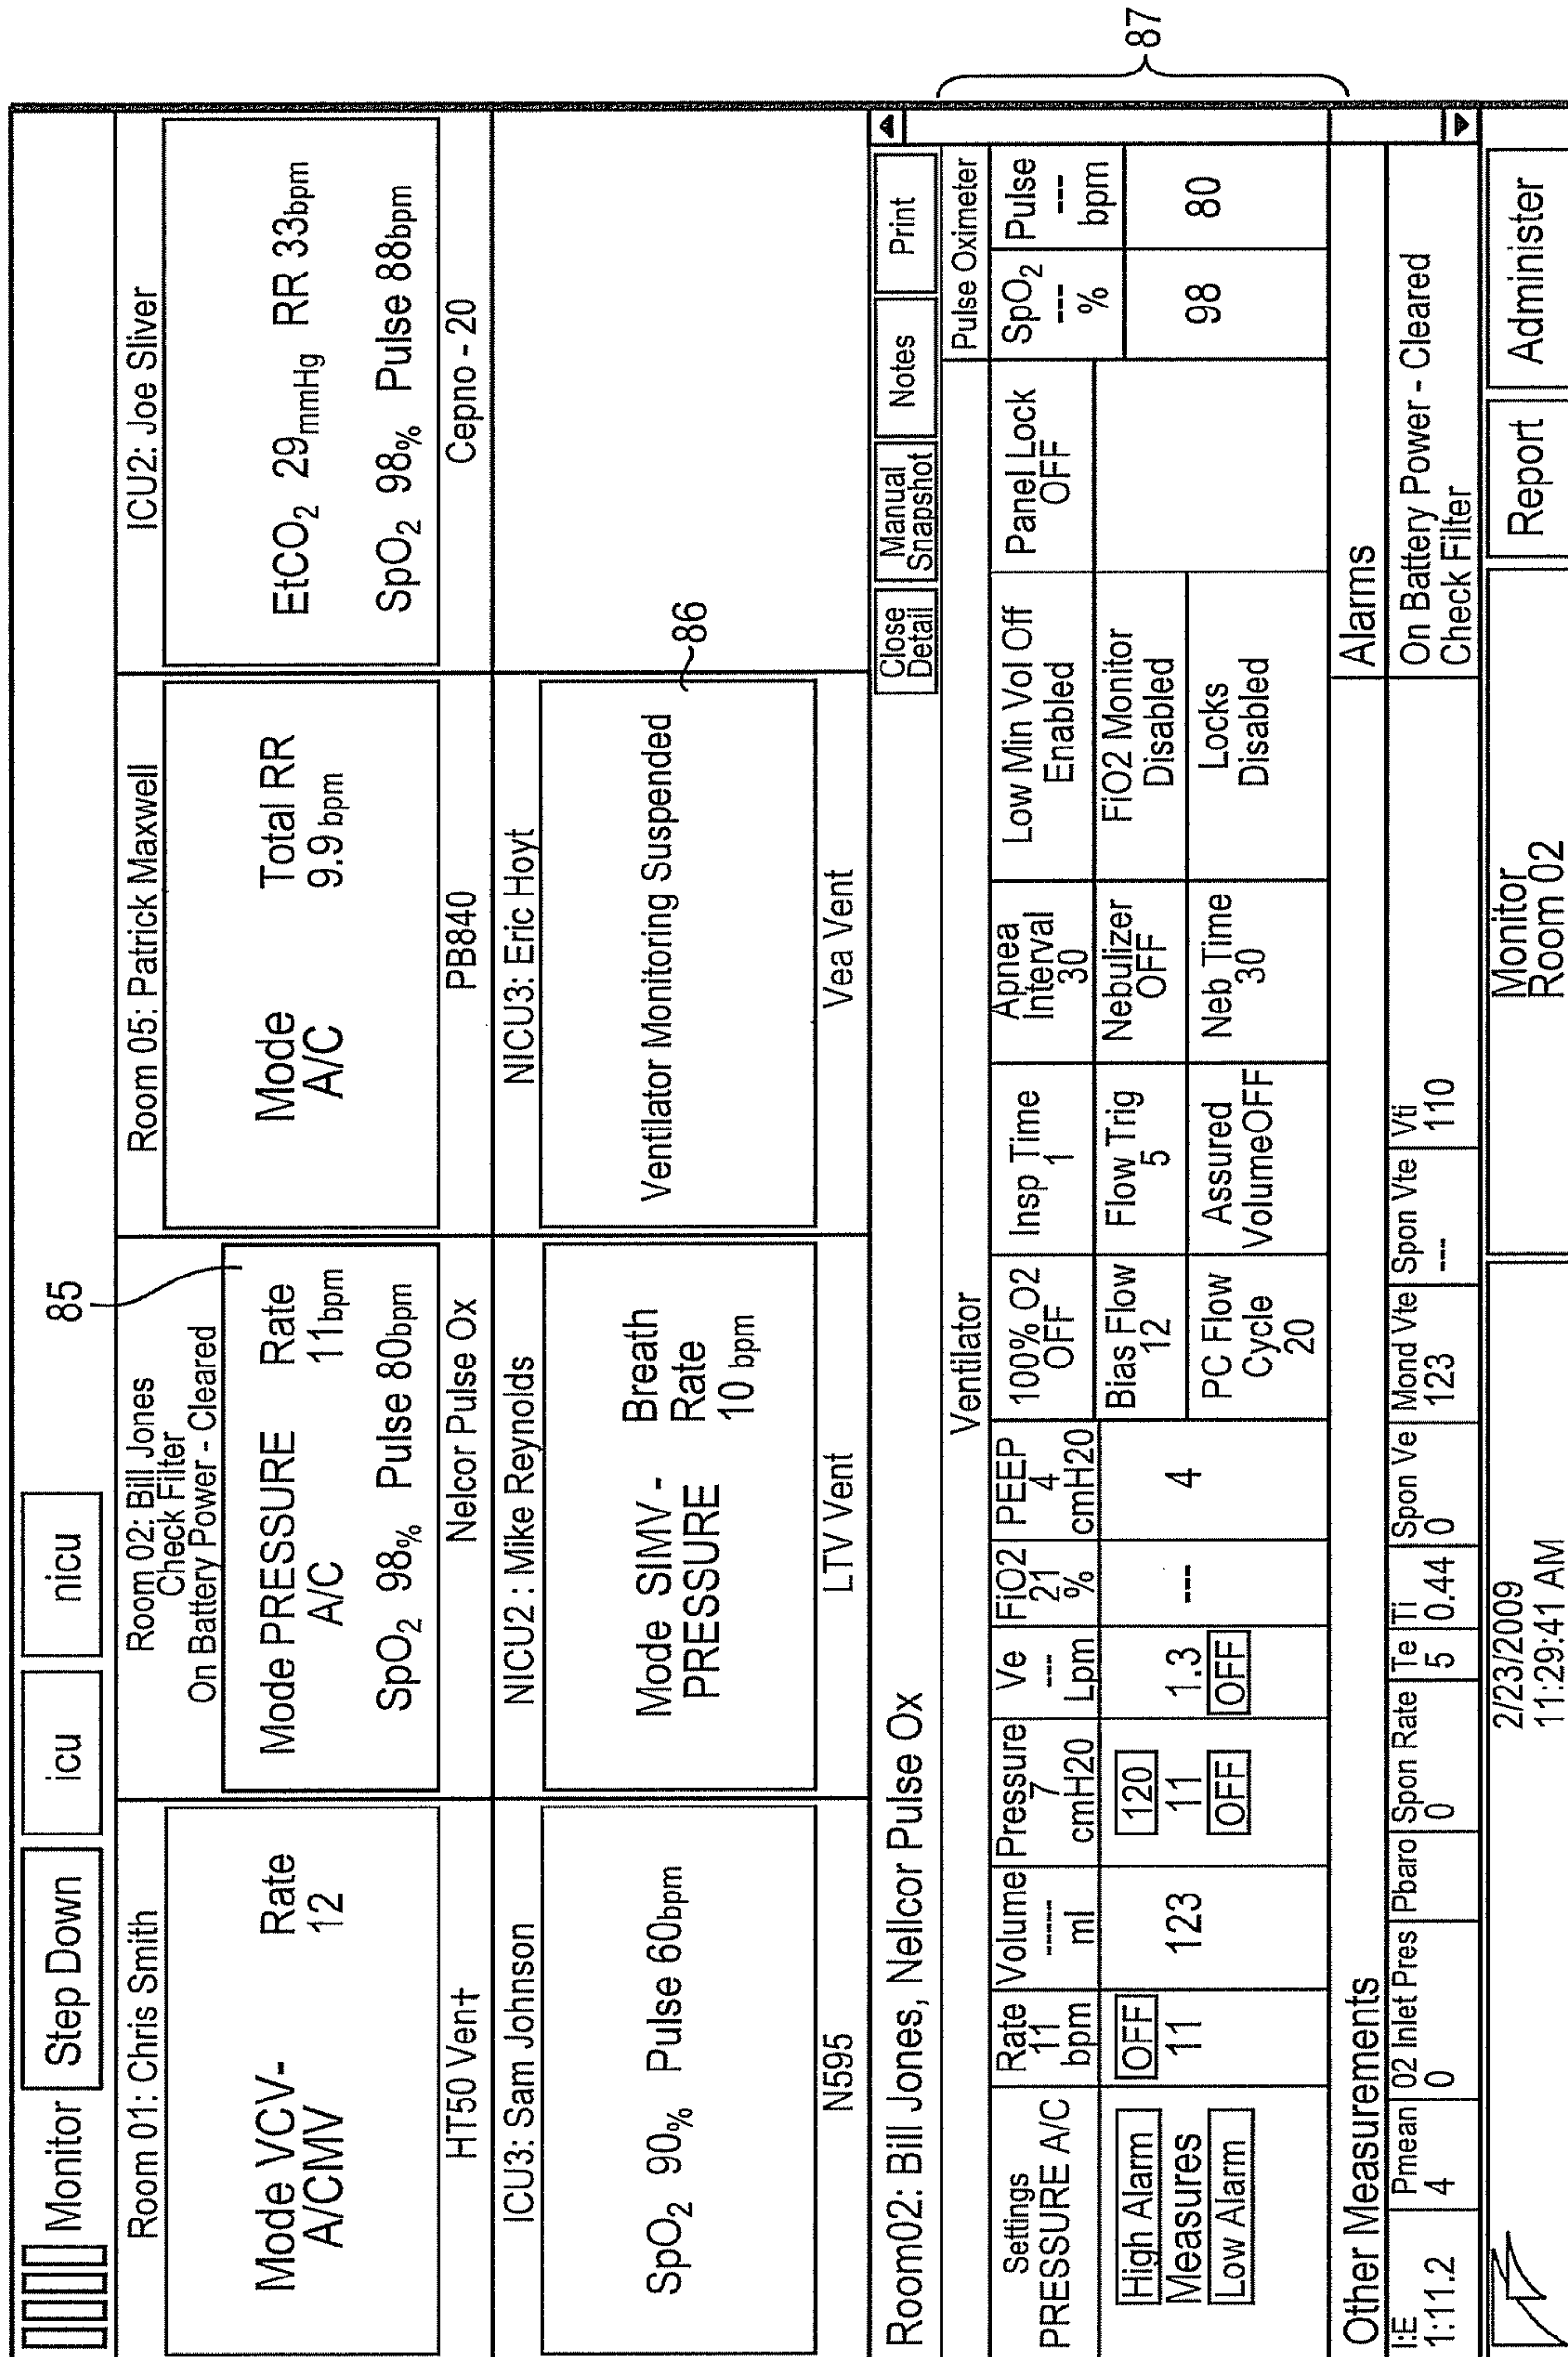 Monitor Step Down icu nicu
85
Room 01: Chris Smith
Mode VCV- Rate
A/CMV 12
HT50 Vent
Room 02: Bill Jones
Check Filter
On Battery Power - Cleared
Mode PRESSURE Rate
A/C 11bpm
SpO2 98% Pulse 80bpm
Nelcor Pulse Ox
Room 05: Patrick Maxwell
Mode Total RR
A/C 9.9 bpm
PB840
ICU2: Joe Sliver
EtCO2 29mmHg RR 33bpm
SpO2 98% Pulse 88bpm
Cepno - 20
ICU3: Sam Johnson
SpO2 90% Pulse 60bpm
N595
NICU2 : Mike Reynolds
Mode SIMV - Breath
PRESSURE Rate
10 bpm
LTV Vent
NICU3: Eric Hoyt
Ventilator Monitoring Suspended
Vea Vent
86
Room02: Bill Jones, Nellcor Pulse Ox
Close Detail
Manual Snapshot
Notes
Print
87
Ventilator
Pulse Oximeter
Settings
PRESSURE A/C
Rate
11
bpm
Volume
-----
ml
Pressure
7
cmH20
Ve
---
Lpm
FiO2
21
%
PEEP
4
cmH20
100% O2
OFF
Insp Time
1
Apnea
Interval
30
Low Min Vol Off
Enabled
Panel Lock
OFF
SpO2
---
%
Pulse
---
bpm
High Alarm
Measures
Low Alarm
OFF
11
123
120
11
OFF
1.3
OFF
---
4
Bias Flow
12
Flow Trig
5
Nebulizer
OFF
FiO2 Monitor
Disabled
PC Flow
Cycle
20
Assured
VolumeOFF
Neb Time
30
Locks
Disabled
98
80
Other Measurements
Alarms
I:E
1:11.2
Pmean
4
02 Inlet Pres
0
Pbaro
Spon Rate
0
Te
5
Ti
0.44
Spon Ve
0
Mond Vte
123
Spon Vte
---
Vti
110
On Battery Power - Cleared
Check Filter
2/23/2009
11:29:41 AM
Monitor
Room 02
Report
Administer